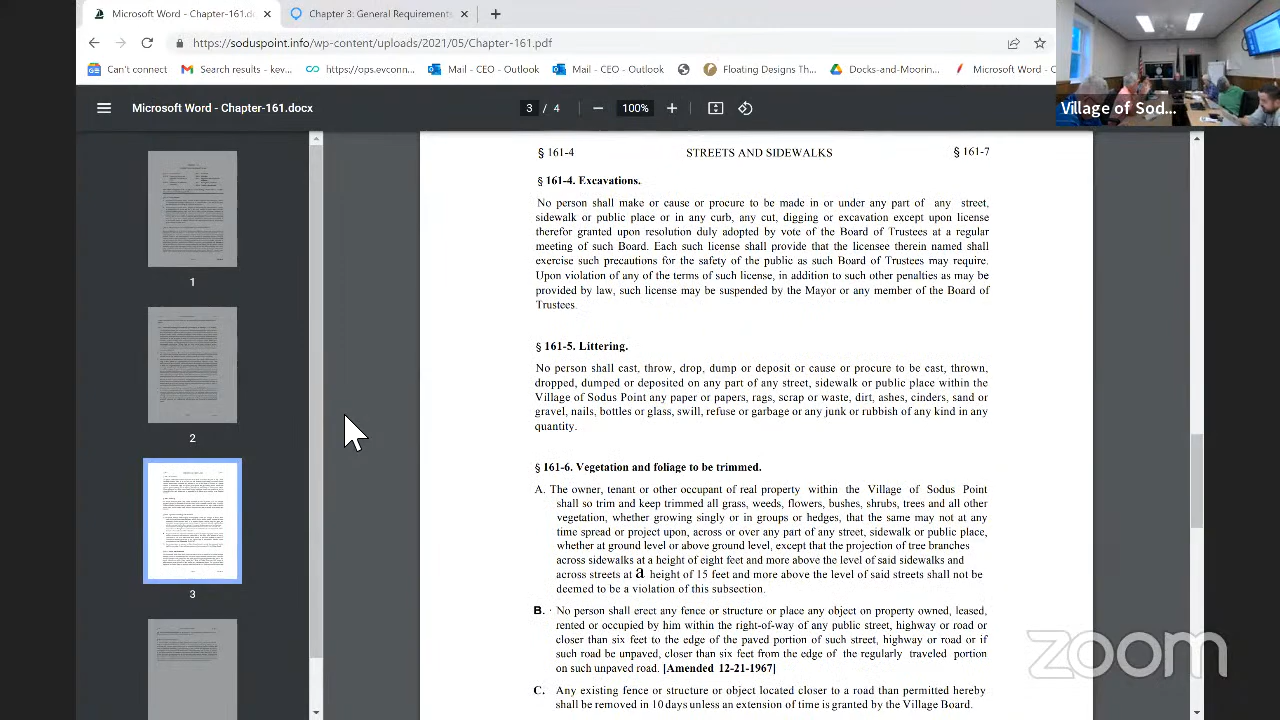 Microsoft Word - Chapter-161.pdf
Chapter 3: General Requirements
https://soduspoint.info/wp-content/uploads/2021/05/Chapter-161.pdf
Can't connect
Search results - kev...
https://ops.ev.conn...
Mail - CEO - Outlook
Mail - CEO - Outlook
Floating Designs Th...
Docks-and-Moorin...
Microsoft Word - Ch
Village of Sod...
Microsoft Word - Chapter-161.docx
3 / 4
100%
1
2
3
§ 161-4 STREETS AND SIDEWALKS § 161-7
§ 161-4. Excavations.
No person shall make or cause or procure to be made in or under any part of any street,
sidewalk or public place or in any curb, any cut, digging or excavation except upon license
therefor granted upon resolution duly adopted by vote of the Board of Trustees at a regular
meeting of such Board. Each such license shall provide that the licensee therein named shall
exercise such precautions for the safety of the public as such Board of Trustees may require.
Upon violation of any of the terms of such license, in addition to such other penalties as may be
provided by law, such license may be suspended by the Mayor or any member of the Board of
Trustees.
§ 161-5. Littering.
No person shall cast, throw, drop, dump or deposit or cause or procure to be cast, thrown,
dropped, dumped or deposited on any part of any street, sidewalk or public place within the
Village of Sodus Point any paper or papers, rags, scrap or waste, dirt, ashes, cinders, sand or
gravel, nails, bottles or glass, swill, refuse or garbage or any junk or rubbish of any kind in any
quantity.
§ 161-6. Vegetation and foliage to be trimmed.
A. The owner and any other occupant of real property within the Village of Sodus Point
shall so trim and keep trimmed all grass, weeds, flowers, bushes, vines, trees and all other
vegetation, whether growing singly or in groups or hedges, that the same may not at any
time spread or project upon, across or over any part of any street, sidewalk or public place,
whether at ground level or above ground level, except that the projection of tree branches
across sidewalks at a height of eight feet and more above the level of said sidewalks and
across streets at a height of 15 feet and more above the level of said streets shall not be
deemed to be a violation of this subsection.
B. No person shall erect any fence or structure or place any object on property owned, leased,
rented or occupied by him within the right-of-way of any public street, highway or road or
closer than six feet to the edge of the paved portion of such street, highway or road or if
such road be unpaved, closer than six feet from the edge of the regularly traveled portion
on such unpaved road. [Amended 12-21-1967]
C. Any existing fence or structure or object located closer to a road than permitted hereby
shall be removed in 10 days unless an extension of time is granted by the Village Board.
zoom